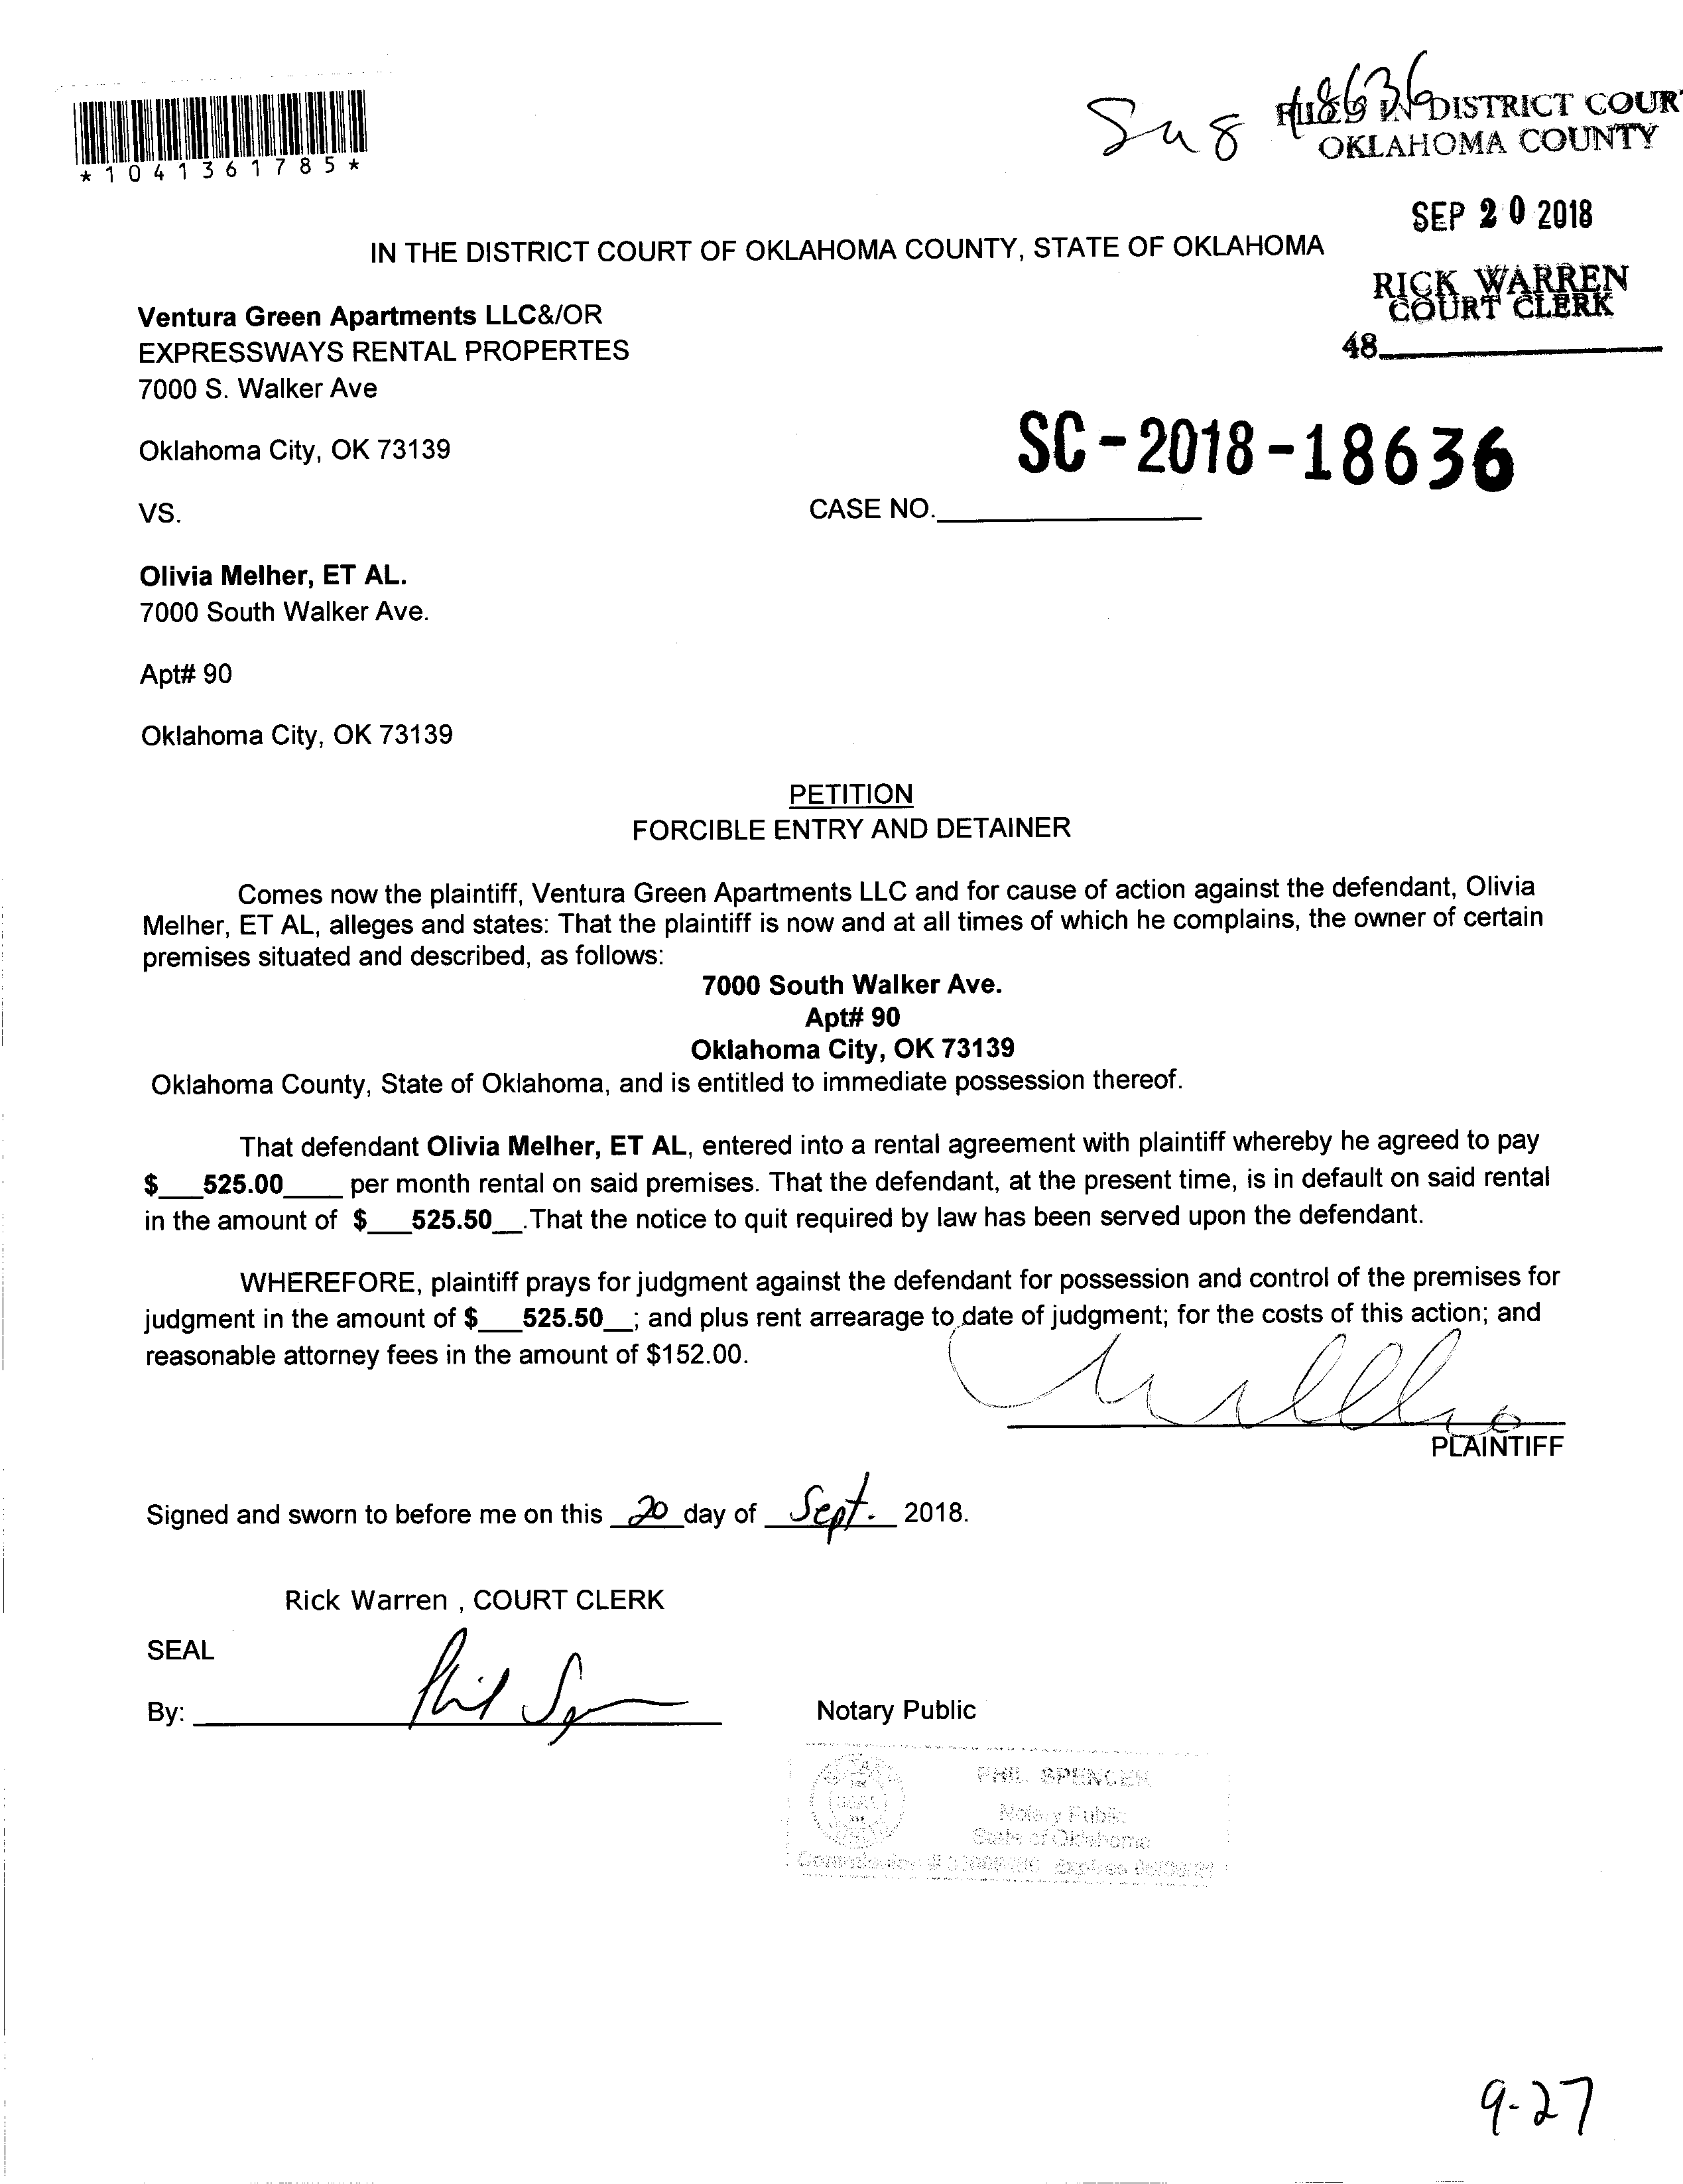 *1041361785*
FILED IN DISTRICT COURT
OKLAHOMA COUNTY
SEP 20 2018
IN THE DISTRICT COURT OF OKLAHOMA COUNTY, STATE OF OKLAHOMA
RICK WARREN
COURT CLERK
48
Ventura Green Apartments LLC&/OR
EXPRESSWAYS RENTAL PROPERTES
7000 S. Walker Ave
Oklahoma City, OK 73139
SC-2018-18636
VS.
CASE NO.
Olivia Melher, ET AL.
7000 South Walker Ave.
Apt# 90
Oklahoma City, OK 73139
PETITION
FORCIBLE ENTRY AND DETAINER
Comes now the plaintiff, Ventura Green Apartments LLC and for cause of action against the defendant, Olivia
Melher, ET AL, alleges and states: That the plaintiff is now and at all times of which he complains, the owner of certain
premises situated and described, as follows:
7000 South Walker Ave.
Apt# 90
Oklahoma City, OK 73139
Oklahoma County, State of Oklahoma, and is entitled to immediate possession thereof.
That defendant Olivia Melher, ET AL, entered into a rental agreement with plaintiff whereby he agreed to pay
$___525.00____ per month rental on said premises. That the defendant, at the present time, is in default on said rental
in the amount of $___525.50__.That the notice to quit required by law has been served upon the defendant.
WHEREFORE, plaintiff prays for judgment against the defendant for possession and control of the premises for
judgment in the amount of $___525.50__; and plus rent arrearage to date of judgment; for the costs of this action; and
reasonable attorney fees in the amount of $152.00.
PLAINTIFF
Signed and sworn to before me on this 20 day of Sept. 2018.
Rick Warren , COURT CLERK
SEAL
By: Phil Sp
Notary Public
PHIL SPENCER
Notary Public
State of Oklahoma
Commission # Expires
9-27